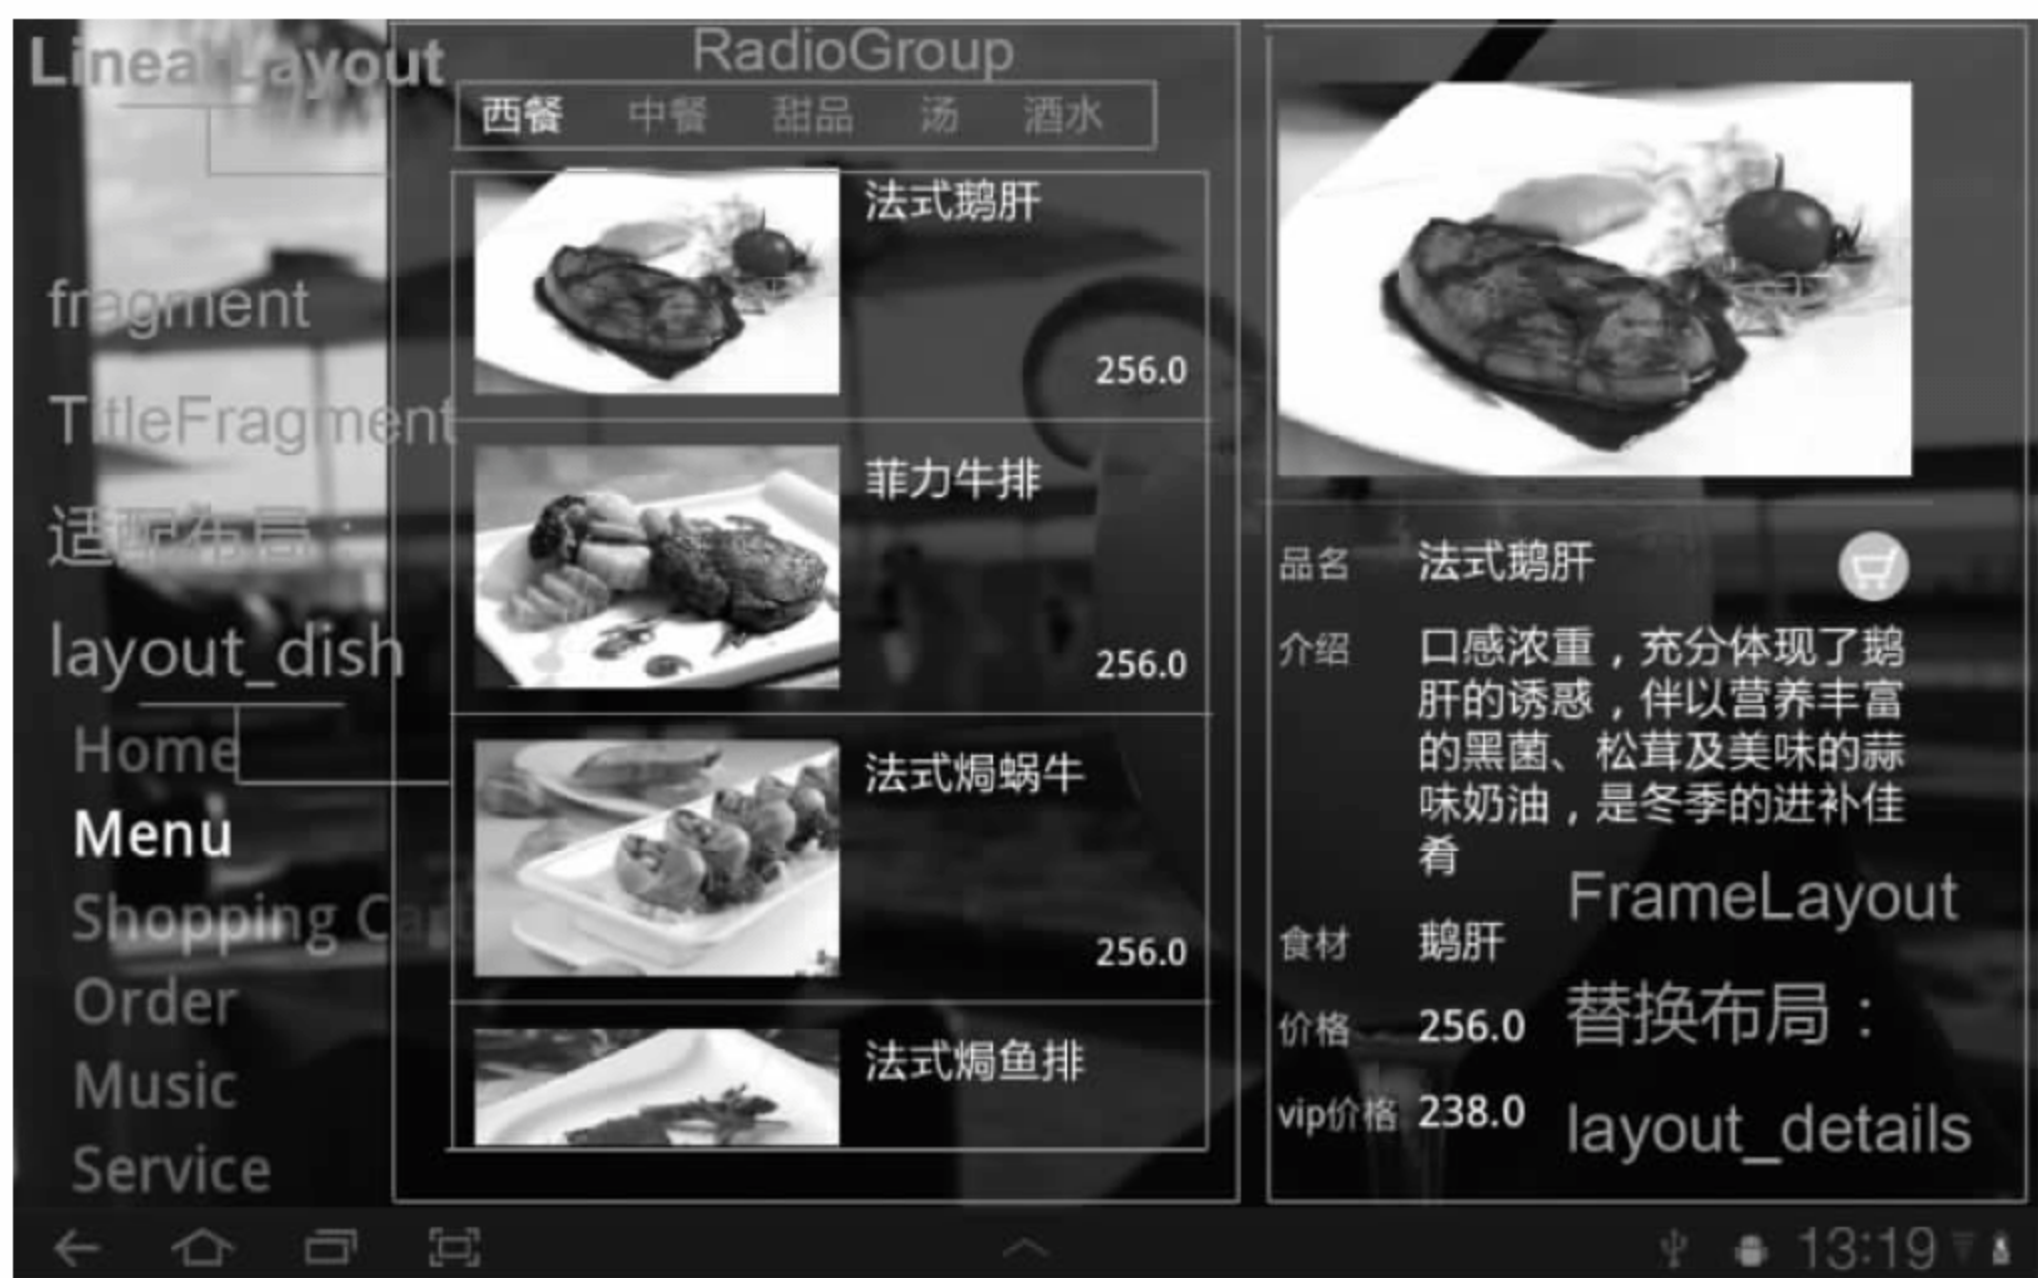 LinearLayout
RadioGroup
西餐 中餐 甜品 汤 酒水
fragment
TitleFragment
适配布局：
layout_dish
Home
Menu
Shopping Cart
Order
Music
Service
法式鹅肝
256.0
菲力牛排
256.0
法式焗蜗牛
256.0
法式焗鱼排
品名 法式鹅肝
介绍 口感浓重，充分体现了鹅
肝的诱惑，伴以营养丰富
的黑菌、松茸及美味的蒜
味奶油，是冬季的进补佳
肴
食材 鹅肝
价格 256.0
vip价格 238.0
FrameLayout
替换布局：
layout_details
13:19